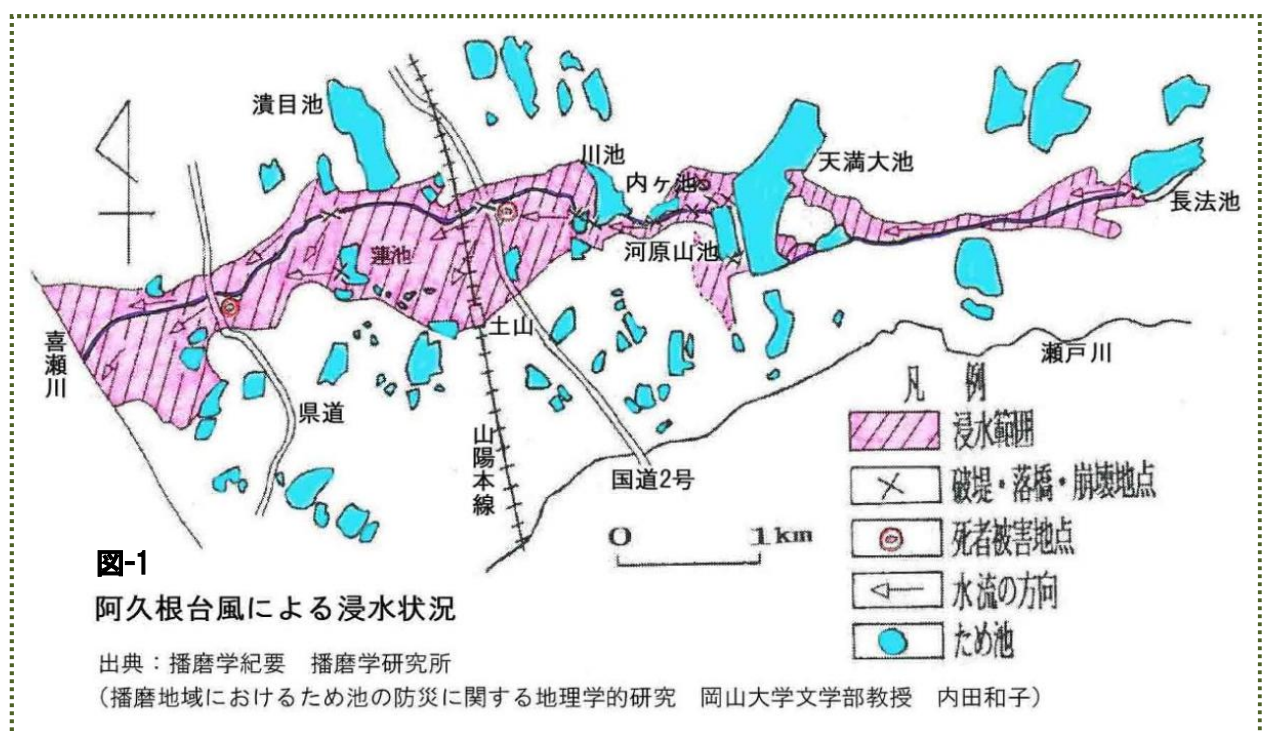 潰目池
川池
内ヶ池
天満大池
長法池
河原山池
蓮池
土山
喜瀬川
県道
山陽本線
国道2号
瀬戸川
凡 例
浸水範囲
破堤・落橋・崩壊地点
死者被害地点
水流の方向
ため池
0 1km
図-1
阿久根台風による浸水状況
出典：播磨学紀要 播磨学研究所
（播磨地域におけるため池の防災に関する地理学的研究 岡山大学文学部教授 内田和子）